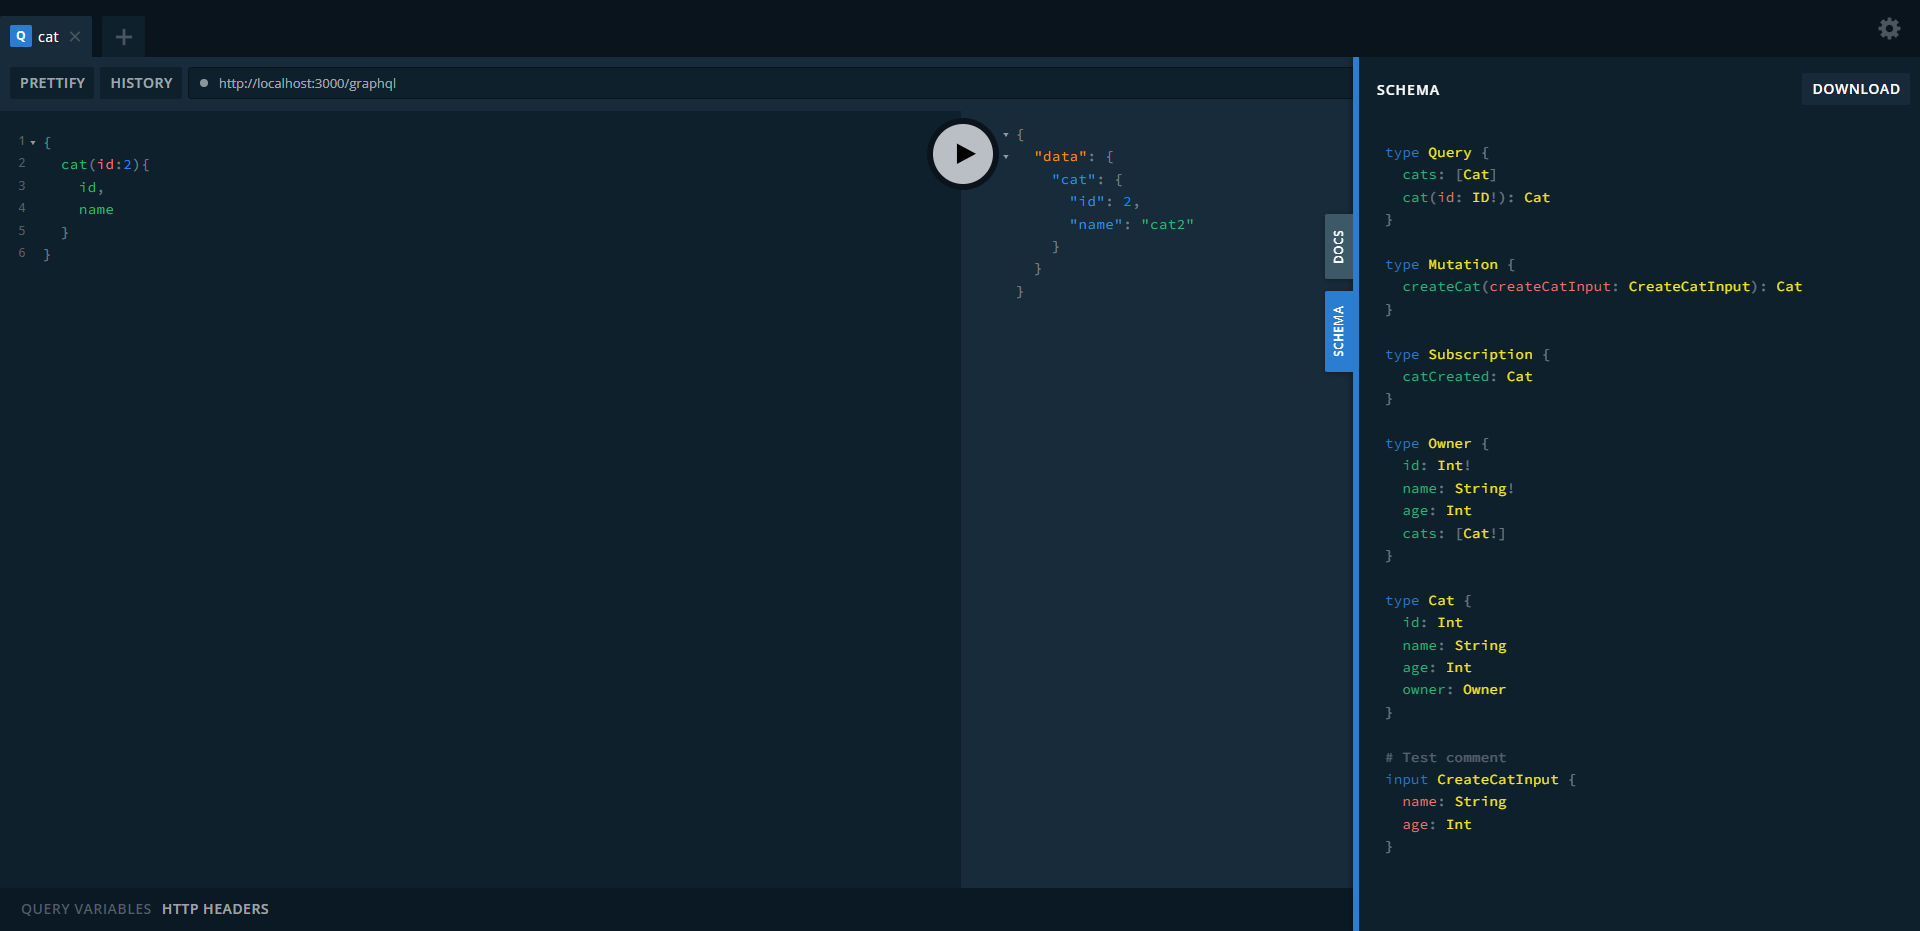 Q cat
PRETTIFY HISTORY http://localhost:3000/graphql
1 {
2 cat(id:2){
3 id,
4 name
5 }
6 }
{
"data": {
"cat": {
"id": 2,
"name": "cat2"
}
}
}
DOCS
SCHEMA
SCHEMA
DOWNLOAD
type Query {
cats: [Cat]
cat(id: ID!): Cat
}
type Mutation {
createCat(createCatInput: CreateCatInput): Cat
}
type Subscription {
catCreated: Cat
}
type Owner {
id: Int!
name: String!
age: Int
cats: [Cat!]
}
type Cat {
id: Int
name: String
age: Int
owner: Owner
}
# Test comment
input CreateCatInput {
name: String
age: Int
}
QUERY VARIABLES HTTP HEADERS